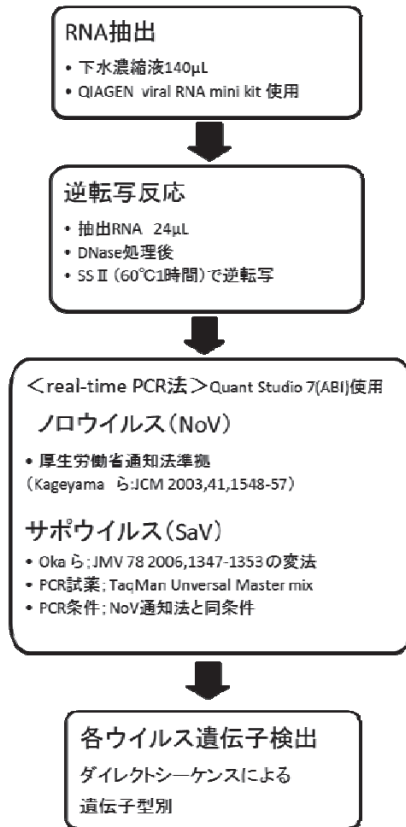 RNA抽出
• 下水濃縮液140μL
• QIAGEN viral RNA mini kit 使用
逆転写反応
• 抽出RNA 24μL
• DNase処理後
• SSⅡ(60℃1時間)で逆転写
＜real-time PCR法＞Quant Studio 7(ABI)使用
ノロウイルス(NoV)
• 厚生労働省通知法準拠
(Kageyama ら:JCM 2003,41,1548-57)
サポウイルス(SaV)
• Oka ら;JMV 78 2006,1347-1353の変法
• PCR試薬;TaqMan Unversal Master mix
• PCR条件;NoV通知法と同条件
各ウイルス遺伝子検出
ダイレクトシーケンスによる
遺伝子型別